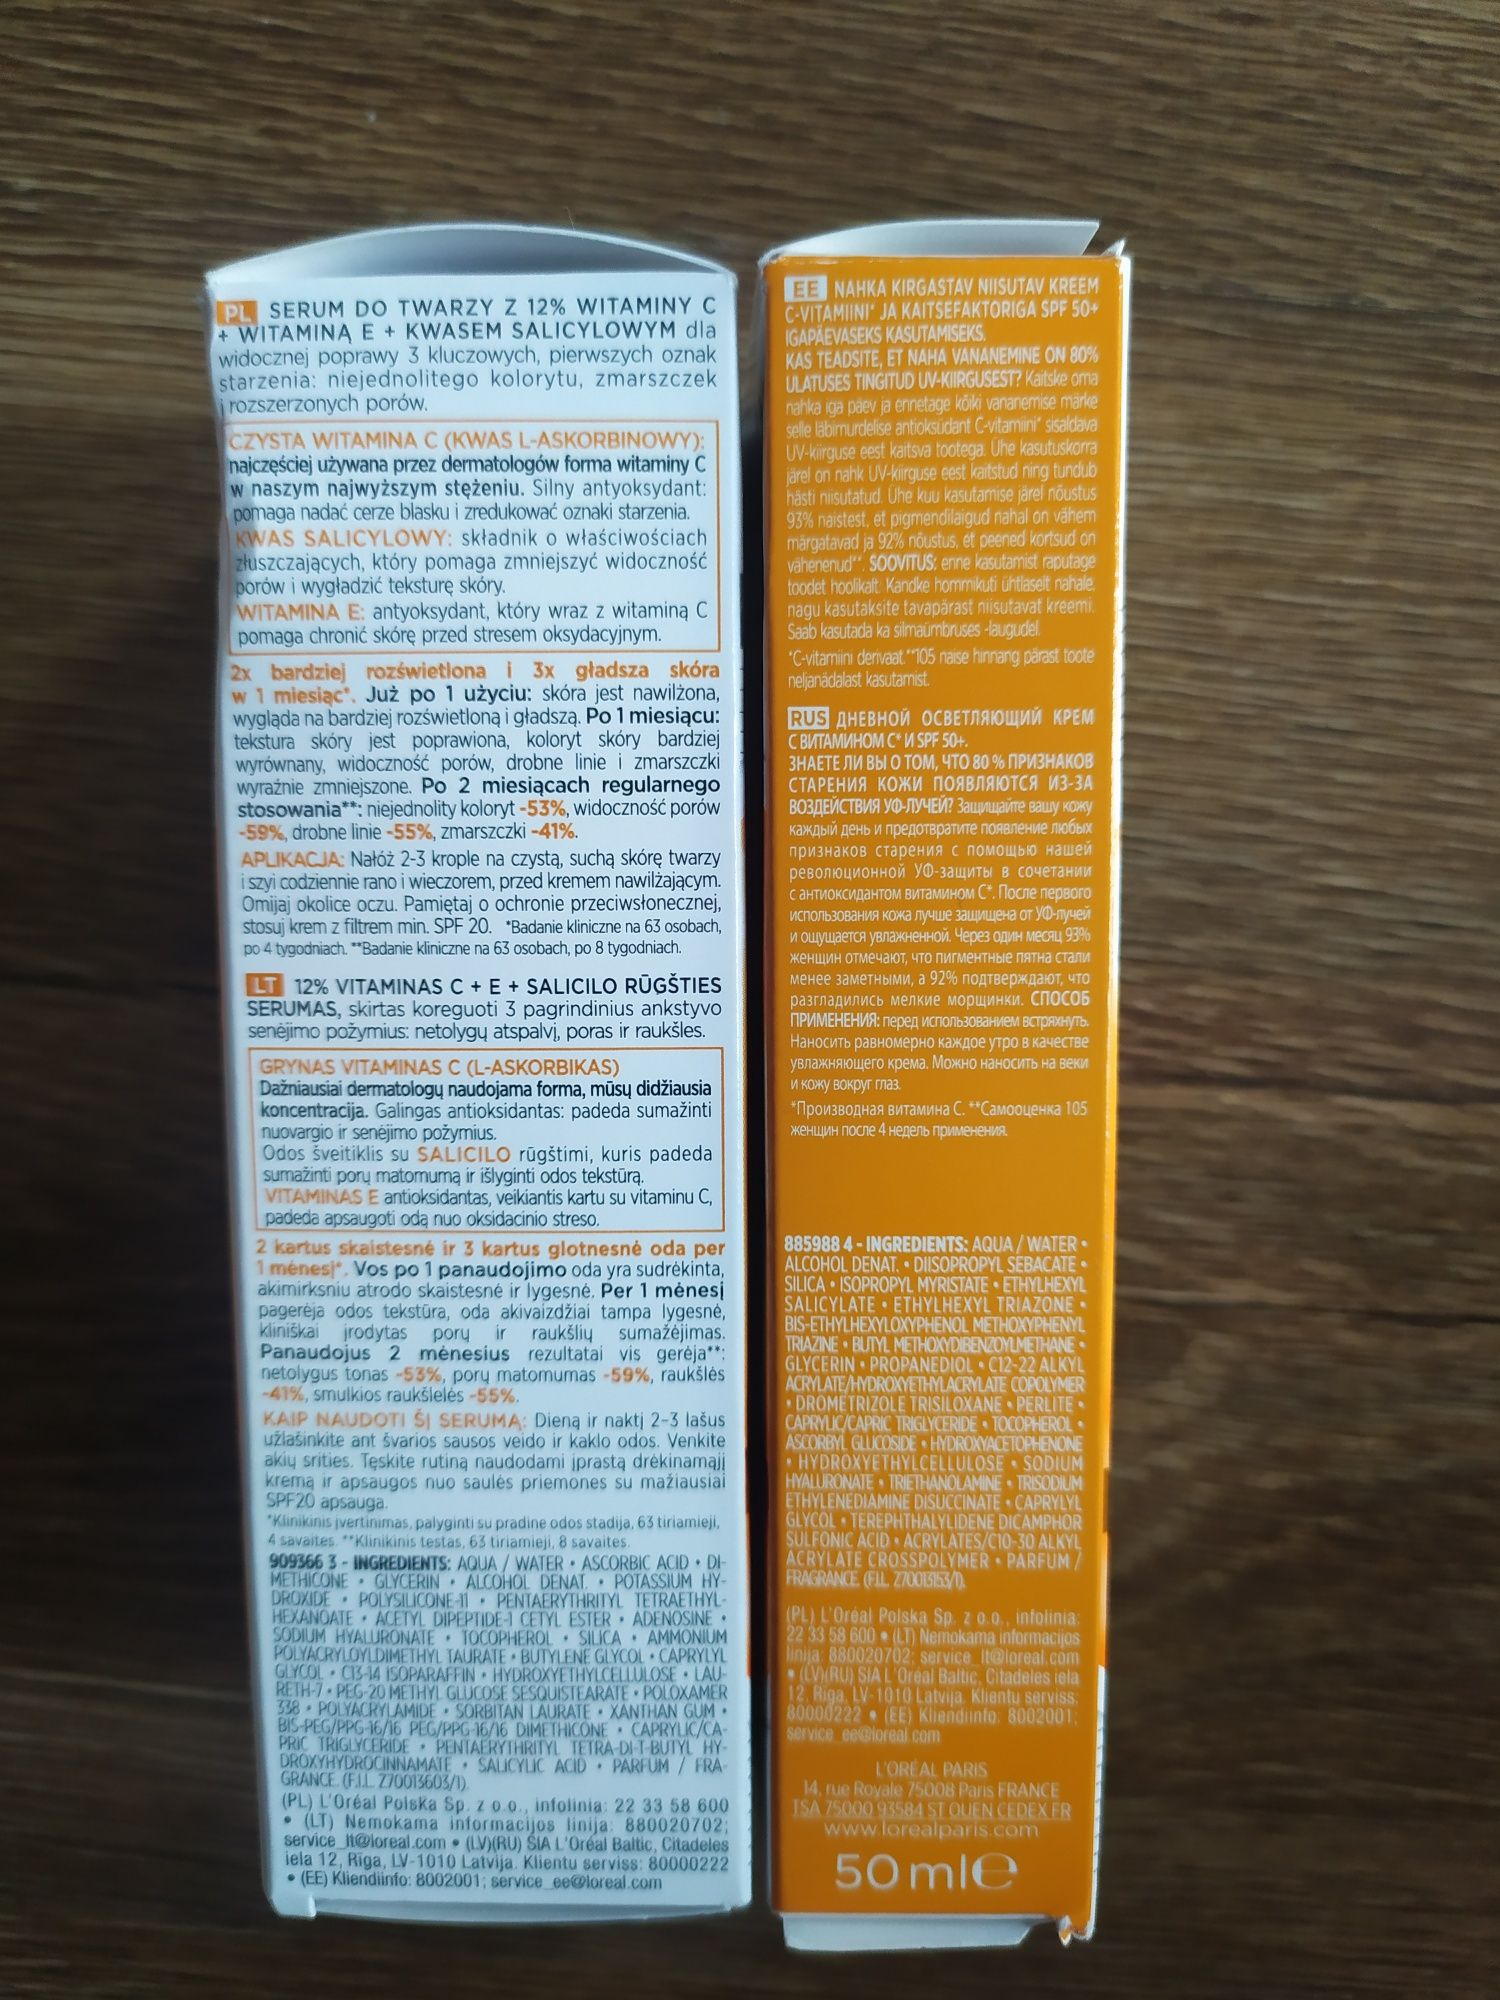 PL SERUM DO TWARZY Z 12% WITAMINY C
+ WITAMINĄ E + KWASEM SALICYLOWYM dla
widocznej poprawy 3 kluczowych, pierwszych oznak
starzenia: niejednolitego kolorytu, zmarszczek
i rozszerzonych porów.
CZYSTA WITAMINA C (KWAS L-ASKORBINOWY):
najczęściej używana przez dermatologów forma witaminy C
w naszym najwyższym stężeniu. Silny antyoksydant:
pomaga nadać cerze blasku i zredukować oznaki starzenia.
KWAS SALICYLOWY: składnik o właściwościach
złuszczających, który pomaga zmniejszyć widoczność
porów i wygładzić teksturę skóry.
WITAMINA E: antyoksydant, który wraz z witaminą C
pomaga chronić skórę przed stresem oksydacyjnym.
2x bardziej rozświetlona i 3x gładsza skóra
w 1 miesiąc*. Już po 1 użyciu: skóra jest nawilżona,
wygląda na bardziej rozświetloną i gładszą. Po 1 miesiącu:
tekstura skóry jest poprawiona, koloryt skóry bardziej
wyrównany, widoczność porów, drobne linie i zmarszczki
wyraźnie zmniejszone. Po 2 miesiącach regularnego
stosowania**: niejednolity koloryt -53%, widoczność porów
-59%, drobne linie -55%, zmarszczki -41%.
APLIKACJA: Nałóż 2-3 krople na czystą, suchą skórę twarzy
i szyi codziennie rano i wieczorem, przed kremem nawilżającym.
Omijaj okolice oczu. Pamiętaj o ochronie przeciwsłonecznej,
stosuj krem z filtrem min. SPF 20. *Badanie kliniczne na 63 osobach,
po 4 tygodniach. **Badanie kliniczne na 63 osobach, po 8 tygodniach.
LT 12% VITAMINAS C + E + SALICILO RŪGŠTIES
SERUMAS, skirtas koreguoti 3 pagrindinius ankstyvo
senėjimo požymius: netolygų atspalvį, poras ir raukšles.
GRYNAS VITAMINAS C (L-ASKORBIKAS)
Dažniausiai dermatologų naudojama forma, mūsų didžiausia
koncentracija. Galingas antioksidantas: padeda sumažinti
nuovargio ir senėjimo požymius.
Odos šveitiklis su SALICILO rūgštimi, kuris padeda
sumažinti porų matomumą ir išlyginti odos tekstūrą.
VITAMINAS E antioksidantas, veikiantis kartu su vitaminu C,
padeda apsaugoti odą nuo oksidacinio streso.
2 kartus skaistesnė ir 3 kartus glotnesnė oda per
1 mėnesį*. Vos po 1 panaudojimo oda yra sudrėkinta,
akimirksniu atrodo skaistesnė ir lygesnė. Per 1 mėnesį
pagerėja odos tekstūra, oda akivaizdžiai tampa lygesnė,
kliniškai įrodytas porų ir raukšlių sumažėjimas.
Panaudojus 2 mėnesius rezultatai vis gerėja**:
netolygus tonas -53%, porų matomumas -59%, raukšlės
-41%, smulkios raukšlelės -55%.
KAIP NAUDOTI ŠĮ SERUMĄ: Dieną ir naktį 2-3 lašus
užlašinkite ant švarios sausos veido ir kaklo odos. Venkite
akių srities. Tęskite rutiną naudodami įprastą drėkinamąjį
kremą ir apsaugos nuo saulės priemones su mažiausiai
SPF20 apsauga.
*Klinikinis įvertinimas, palyginti su pradine odos stadija, 63 tiriamieji,
4 savaitės. **Klinikinis testas, 63 tiriamieji, 8 savaitės.
909366 3 - INGREDIENTS: AQUA / WATER • ASCORBIC ACID • DI-
METHICONE • GLYCERIN • ALCOHOL DENAT. • POTASSIUM HY-
DROXIDE • POLYSILICONE-11 • PENTAERYTHRITYL TETRAETHYL-
HEXANOATE • ACETYL DIPEPTIDE-1 CETYL ESTER • ADENOSINE •
SODIUM HYALURONATE • TOCOPHEROL • SILICA • AMMONIUM
POLYACRYLOYLDIMETHYL TAURATE • BUTYLENE GLYCOL • CAPRYLYL
GLYCOL • C13-14 ISOPARAFFIN • HYDROXYETHYLCELLULOSE • LAU-
RETH-7 • PEG-20 METHYL GLUCOSE SESQUISTEARATE • POLOXAMER
338 • POLYACRYLAMIDE • SORBITAN LAURATE • XANTHAN GUM •
BIS-PEG/PPG-16/16 PEG/PPG-16/16 DIMETHICONE • CAPRYLIC/CA-
PRIC TRIGLYCERIDE • PENTAERYTHRITYL TETRA-DI-T-BUTYL HY-
DROXYHYDROCINNAMATE • SALICYLIC ACID • PARFUM / FRA-
GRANCE. (F.I.L. Z70013603/1).
(PL) L'Oréal Polska Sp. z o.o., infolinia: 22 33 58 600
• (LT) Nemokama informacijos linija: 880020702;
service_lt@loreal.com • (LV)(RU) SIA L'Oréal Baltic, Citadeles
iela 12, Riga, LV-1010 Latvija. Klientu serviss: 80000222
• (EE) Kliendiinfo: 8002001; service_ee@loreal.com
EE NAHKA KIRGASTAV NIISUTAV KREEM
C-VITAMIINI* JA KAITSEFAKTORIGA SPF 50+
IGAPÄEVASEKS KASUTAMISEKS.
KAS TEADSITE, ET NAHA VANANEMINE ON 80%
ULATUSES TINGITUD UV-KIIRGUSEST? Kaitske oma
nahka iga päev ja ennetage kõiki vananemise märke
selle läbimurdelise antioksüdant C-vitamiini* sisaldava
UV-kiirguse eest kaitsva tootega. Ühe kasutuskorra
järel on nahk UV-kiirguse eest kaitstud ning tundub
hästi niisutatud. Ühe kuu kasutamise järel nõustus
93% naistest, et pigmendilaigud nahal on vähem
märgatavad ja 92% nõustus, et peened kortsud on
vähenenud**. SOOVITUS: enne kasutamist raputage
toodet hoolikalt. Kandke hommikuti ühtlaselt nahale,
nagu kasutaksite tavapärast niisutavat kreemi.
Saab kasutada ka silmaümbruses -laugudel.
*C-vitamiini derivaat.**105 naise hinnang pärast toote
neljanädalast kasutamist.
RUS ДНЕВНОЙ ОСВЕТЛЯЮЩИЙ КРЕМ
С ВИТАМИНОМ С* И SPF 50+.
ЗНАЕТЕ ЛИ ВЫ О ТОМ, ЧТО 80 % ПРИЗНАКОВ
СТАРЕНИЯ КОЖИ ПОЯВЛЯЮТСЯ ИЗ-ЗА
ВОЗДЕЙСТВИЯ УФ-ЛУЧЕЙ? Защищайте вашу кожу
каждый день и предотвратите появление любых
признаков старения с помощью нашей
революционной УФ-защиты в сочетании
с антиоксидантом витамином С*. После первого
использования кожа лучше защищена от УФ-лучей
и ощущается увлажненной. Через один месяц 93%
женщин отмечают, что пигментные пятна стали
менее заметными, а 92% подтверждают, что
разгладились мелкие морщинки. СПОСОБ
ПРИМЕНЕНИЯ: перед использованием встряхнуть.
Наносить равномерно каждое утро в качестве
увлажняющего крема. Можно наносить на веки
и кожу вокруг глаз.
*Производная витамина С. **Самооценка 105
женщин после 4 недель применения.
885988 4 - INGREDIENTS: AQUA / WATER •
ALCOHOL DENAT. • DIISOPROPYL SEBACATE •
SILICA • ISOPROPYL MYRISTATE • ETHYLHEXYL
SALICYLATE • ETHYLHEXYL TRIAZONE •
BIS-ETHYLHEXYLOXYPHENOL METHOXYPHENYL
TRIAZINE • BUTYL METHOXYDIBENZOYLMETHANE •
GLYCERIN • PROPANEDIOL • C12-22 ALKYL
ACRYLATE/HYDROXYETHYLACRYLATE COPOLYMER
• DROMETRIZOLE TRISILOXANE • PERLITE •
CAPRYLIC/CAPRIC TRIGLYCERIDE • TOCOPHEROL •
ASCORBYL GLUCOSIDE • HYDROXYACETOPHENONE
• HYDROXYETHYLCELLULOSE • SODIUM
HYALURONATE • TRIETHANOLAMINE • TRISODIUM
ETHYLENEDIAMINE DISUCCINATE • CAPRYLYL
GLYCOL • TEREPHTHALYLIDENE DICAMPHOR
SULFONIC ACID • ACRYLATES/C10-30 ALKYL
ACRYLATE CROSSPOLYMER • PARFUM /
FRAGRANCE. (F.I.L. Z70013153/1).
(PL) L'Oréal Polska Sp. z o.o., infolinia:
22 33 58 600 • (LT) Nemokama informacijos
linija: 880020702; service_lt@loreal.com
• (LV)(RU) SIA L'Oréal Baltic, Citadeles iela
12, Riga, LV-1010 Latvija. Klientu serviss:
80000222 • (EE) Kliendiinfo: 8002001;
service_ee@loreal.com
L'ORÉAL PARIS
14, rue Royale 75008 Paris FRANCE
TSA 75000 93584 ST OUEN CEDEX FR
www.lorealparis.com
50 ml ℮